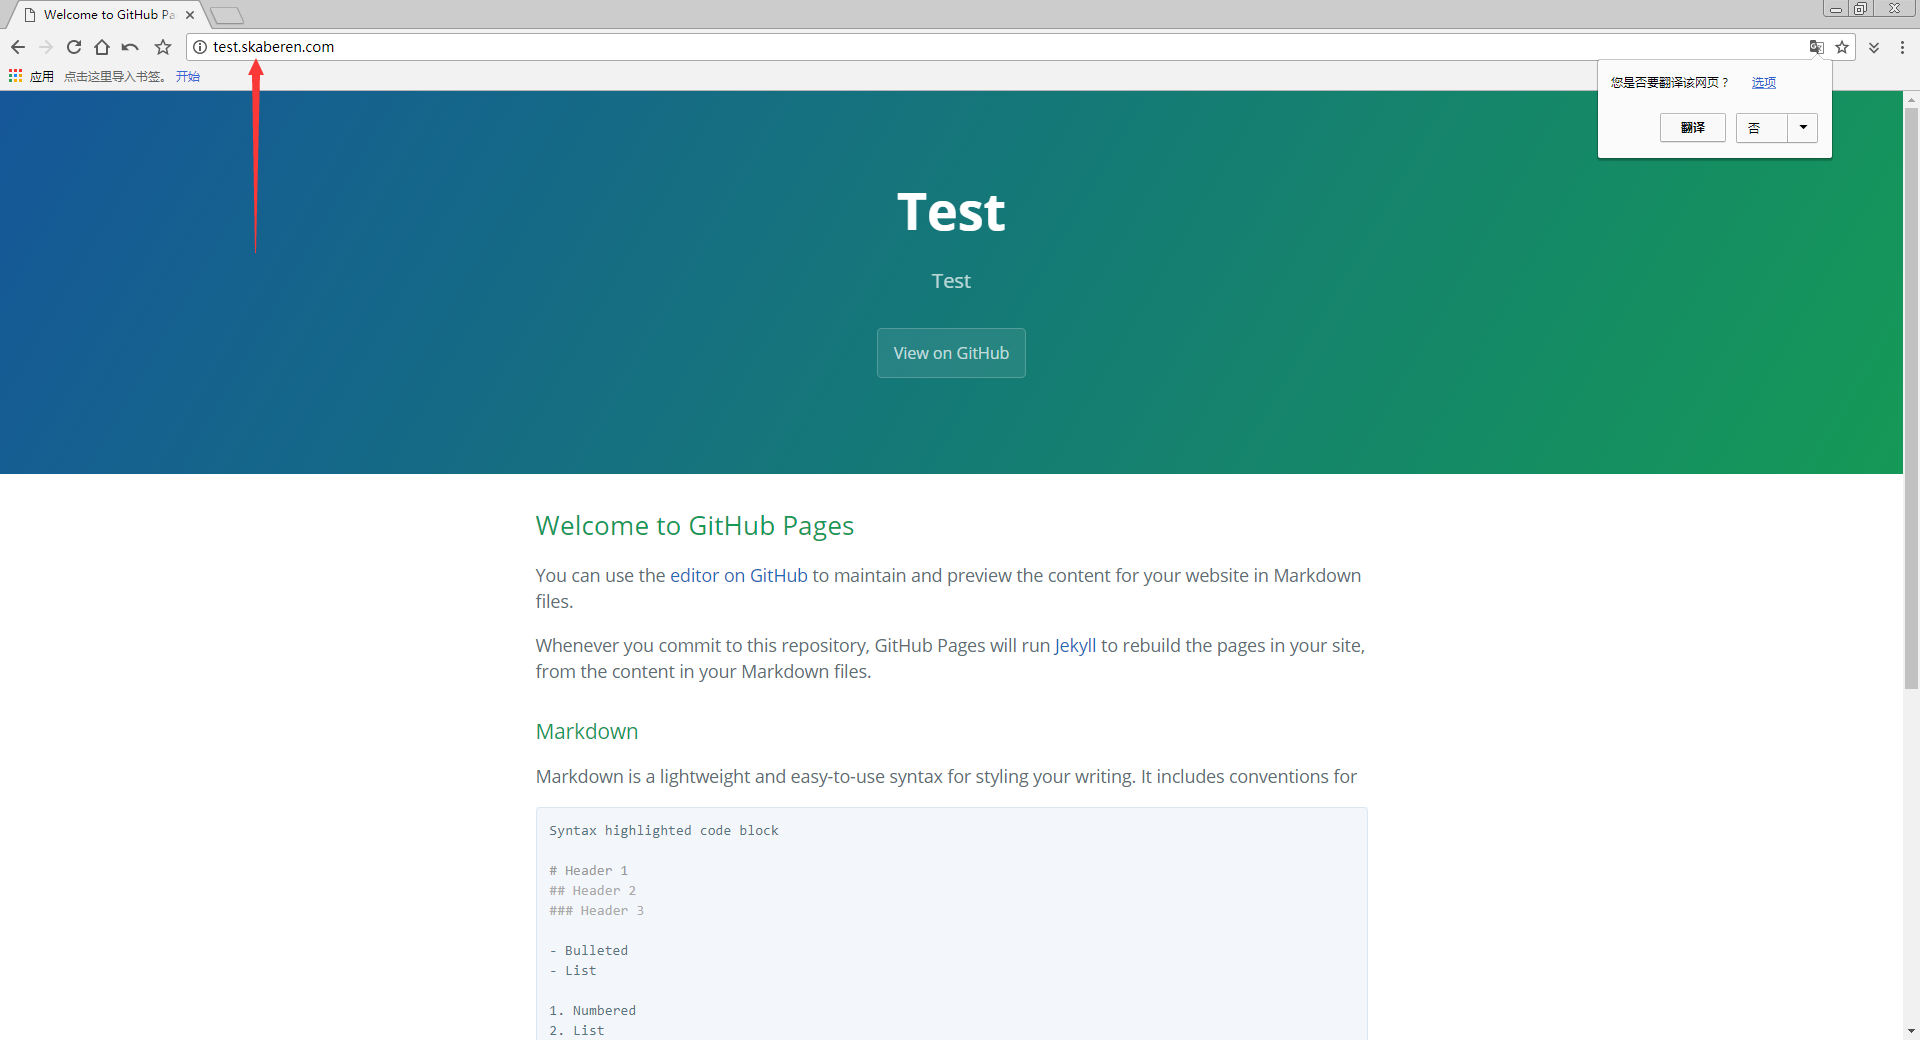 Welcome to GitHub Pa
test.skaberen.com
应用 点击这里导入书签。 开始
您是否要翻译该网页？ 选项
翻译 否
Test
Test
View on GitHub
Welcome to GitHub Pages
You can use the editor on GitHub to maintain and preview the content for your website in Markdown
files.
Whenever you commit to this repository, GitHub Pages will run Jekyll to rebuild the pages in your site,
from the content in your Markdown files.
Markdown
Markdown is a lightweight and easy-to-use syntax for styling your writing. It includes conventions for
Syntax highlighted code block
# Header 1
## Header 2
### Header 3
- Bulleted
- List
1. Numbered
2. List